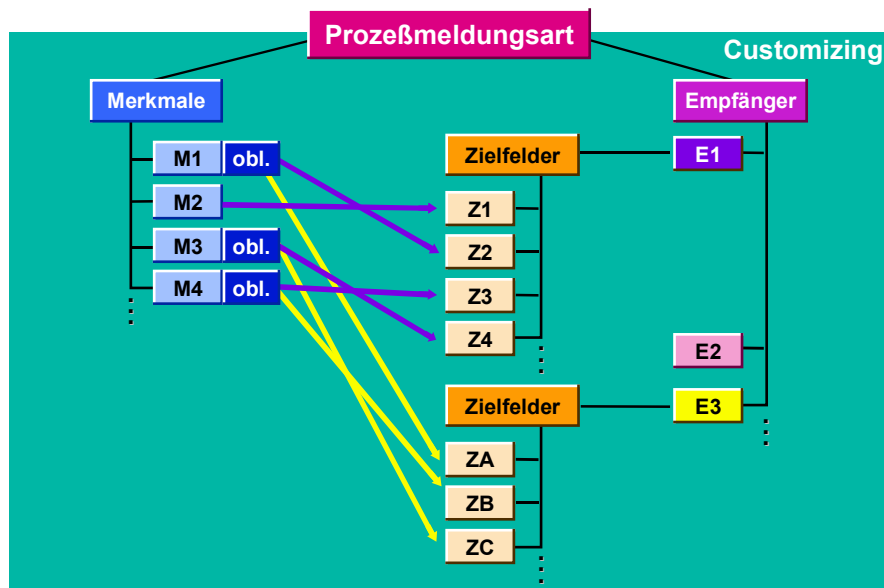 Prozeßmeldungsart
Customizing
Merkmale
Empfänger
M1 obl.
M2
M3 obl.
M4 obl.
Zielfelder
Z1
Z2
Z3
Z4
Zielfelder
ZA
ZB
ZC
E1
E2
E3